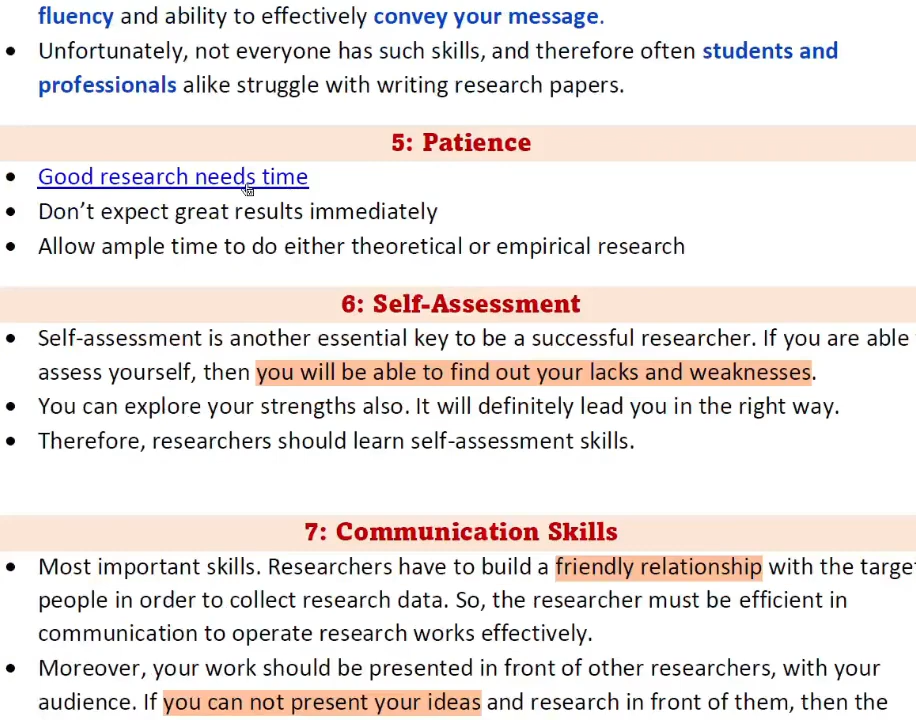 fluency and ability to effectively convey your message.
• Unfortunately, not everyone has such skills, and therefore often students and
professionals alike struggle with writing research papers.
5: Patience
• Good research needs time
• Don’t expect great results immediately
• Allow ample time to do either theoretical or empirical research
6: Self-Assessment
• Self-assessment is another essential key to be a successful researcher. If you are able
assess yourself, then you will be able to find out your lacks and weaknesses.
• You can explore your strengths also. It will definitely lead you in the right way.
• Therefore, researchers should learn self-assessment skills.
7: Communication Skills
• Most important skills. Researchers have to build a friendly relationship with the targe
people in order to collect research data. So, the researcher must be efficient in
communication to operate research works effectively.
• Moreover, your work should be presented in front of other researchers, with your
audience. If you can not present your ideas and research in front of them, then the